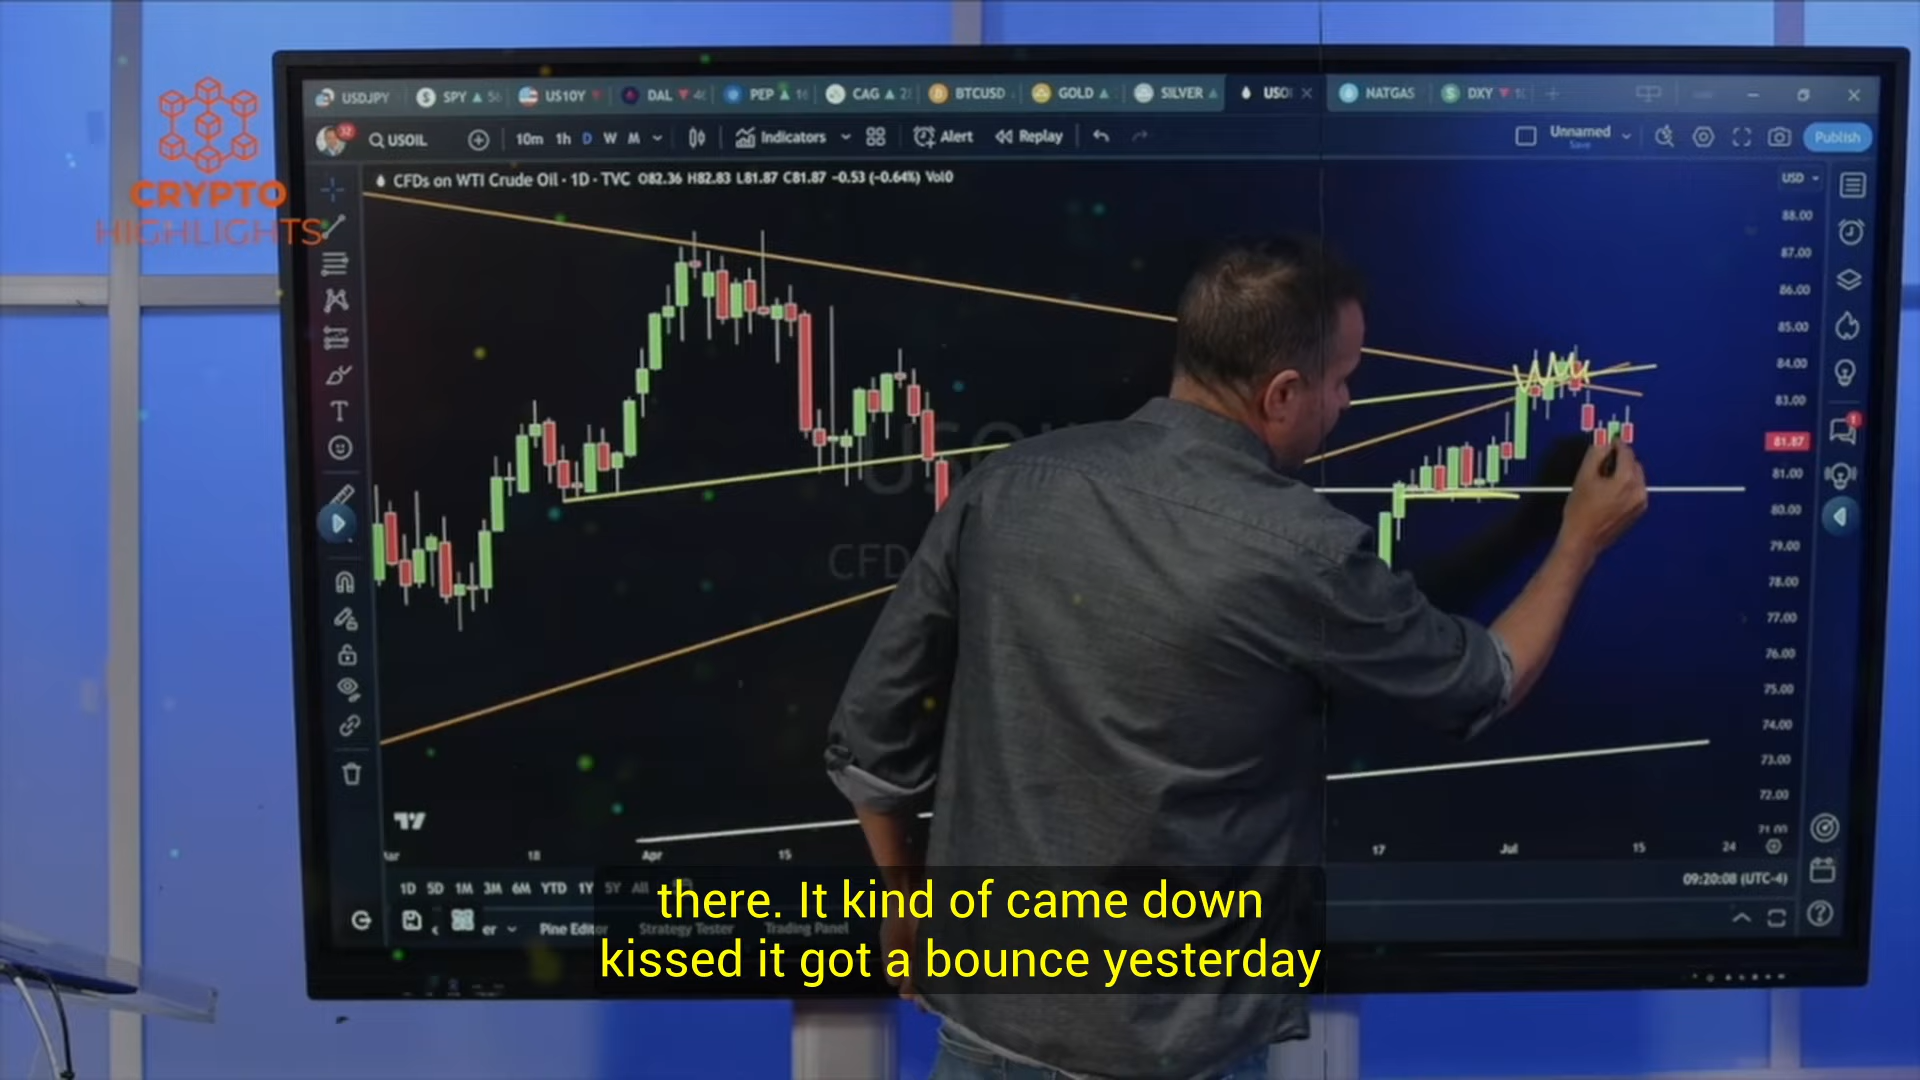 CRYPTO
HIGHLIGHTS
USDJPY
SPY
US10Y
DAL
PEP
CAG
BTCUSD
GOLD
SILVER
NATGAS
DXY
32
USOIL
10m 1h D W M
Indicators
Alert
Replay
Unnamed
Save
Publish
CFDs on WTI Crude Oil · 1D · TVC O82.36 H82.83 L81.87 C81.87 −0.53 (−0.64%) Vol0
USD
88.00
87.00
86.00
85.00
84.00
83.00
81.87
81.00
80.00
79.00
78.00
77.00
76.00
75.00
74.00
73.00
72.00
71.00
18
Apr
15
17
Jul
15
24
1D 5D 1M 3M 6M YTD 1Y 5Y All
09:20:08 (UTC-4)
Pine Editor
Strategy Tester
Trading Panel
there. It kind of came down
kissed it got a bounce yesterday